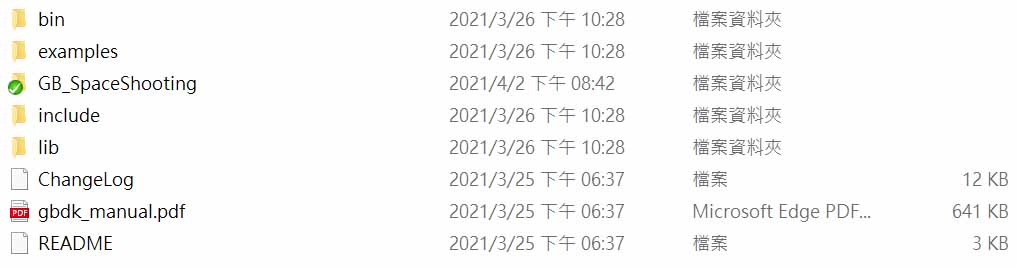 bin 2021/3/26 下午 10:28 檔案資料夾
examples 2021/3/26 下午 10:28 檔案資料夾
GB_SpaceShooting 2021/4/2 下午 08:42 檔案資料夾
include 2021/3/26 下午 10:28 檔案資料夾
lib 2021/3/26 下午 10:28 檔案資料夾
ChangeLog 2021/3/25 下午 06:37 檔案 12 KB
PDF gbdk_manual.pdf 2021/3/25 下午 06:37 Microsoft Edge PDF... 641 KB
README 2021/3/25 下午 06:37 檔案 3 KB